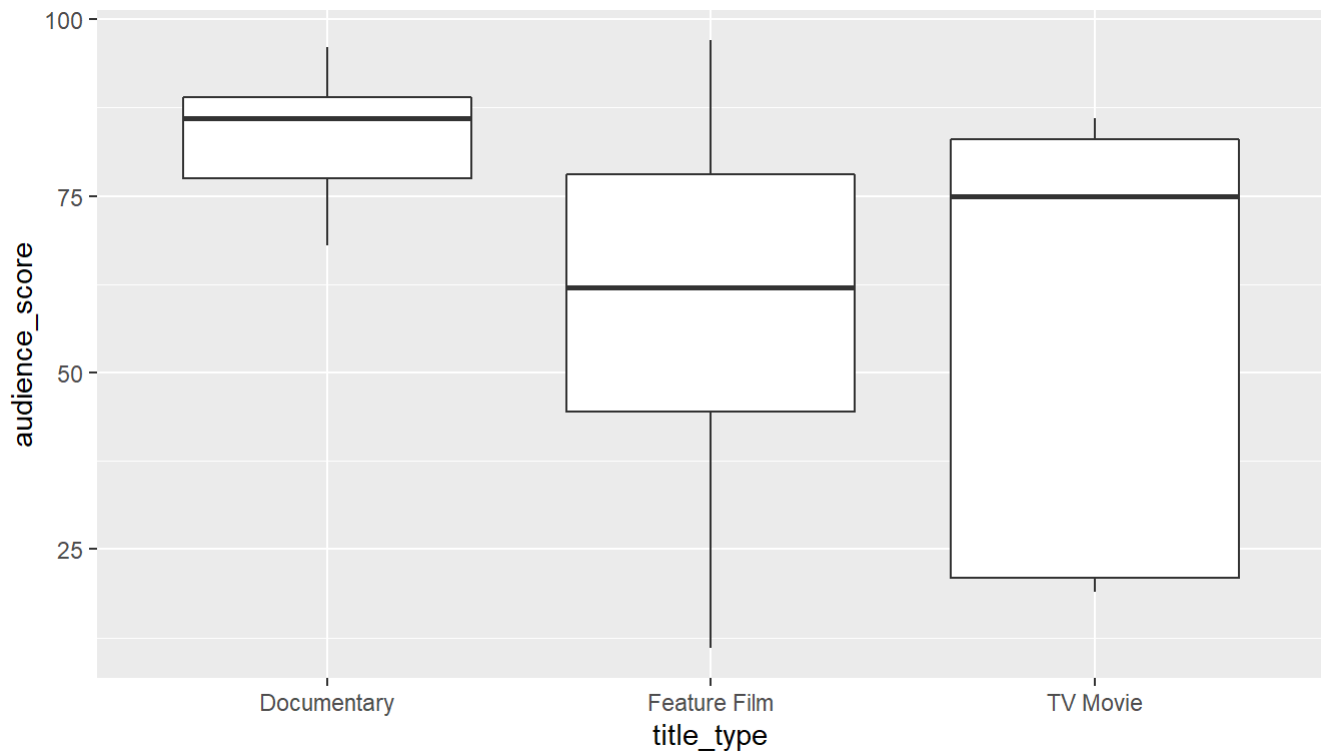 100
75
50
25
audience_score
Documentary
Feature Film
TV Movie
title_type